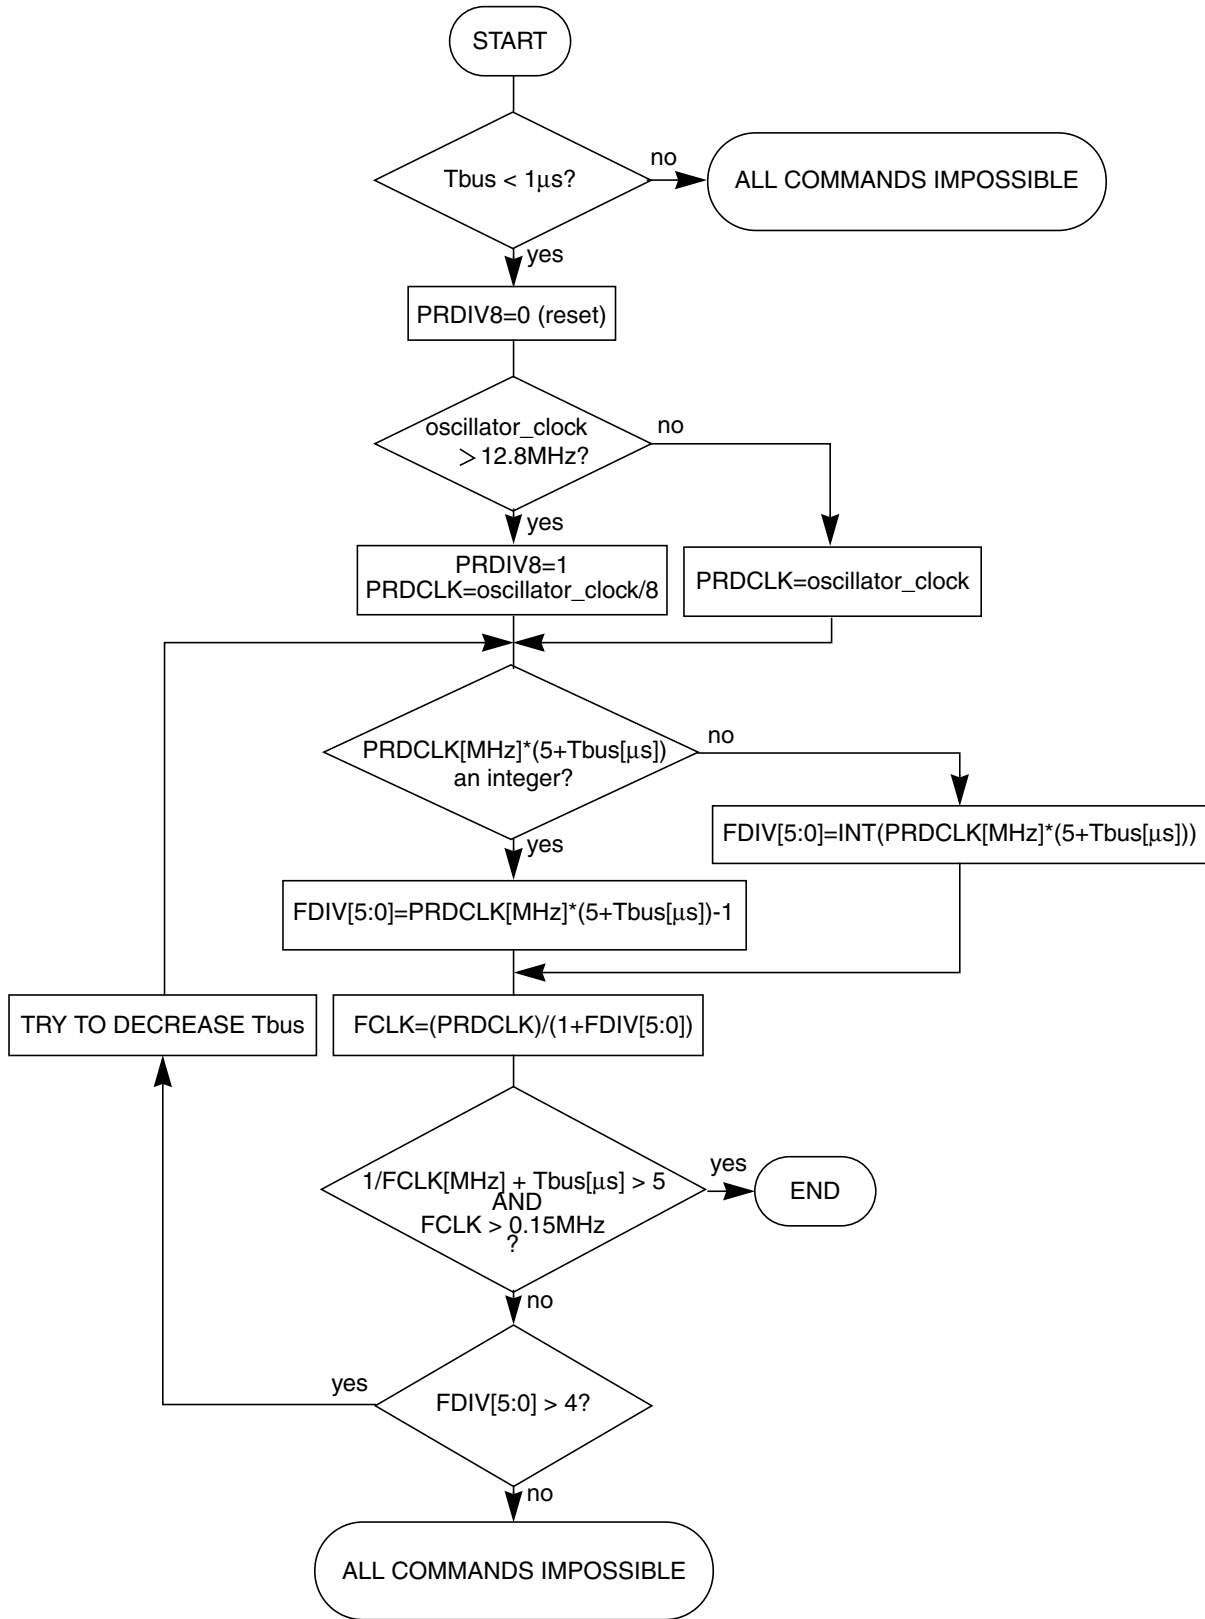 START
Tbus < 1μs?
no
ALL COMMANDS IMPOSSIBLE
yes
PRDIV8=0 (reset)
oscillator_clock
> 12.8MHz?
no
yes
PRDIV8=1
PRDCLK=oscillator_clock/8
PRDCLK=oscillator_clock
PRDCLK[MHz]*(5+Tbus[μs])
an integer?
no
yes
FDIV[5:0]=INT(PRDCLK[MHz]*(5+Tbus[μs]))
FDIV[5:0]=PRDCLK[MHz]*(5+Tbus[μs])-1
TRY TO DECREASE Tbus
FCLK=(PRDCLK)/(1+FDIV[5:0])
1/FCLK[MHz] + Tbus[μs] > 5
AND
FCLK > 0.15MHz
?
yes
END
no
FDIV[5:0] > 4?
yes
no
ALL COMMANDS IMPOSSIBLE